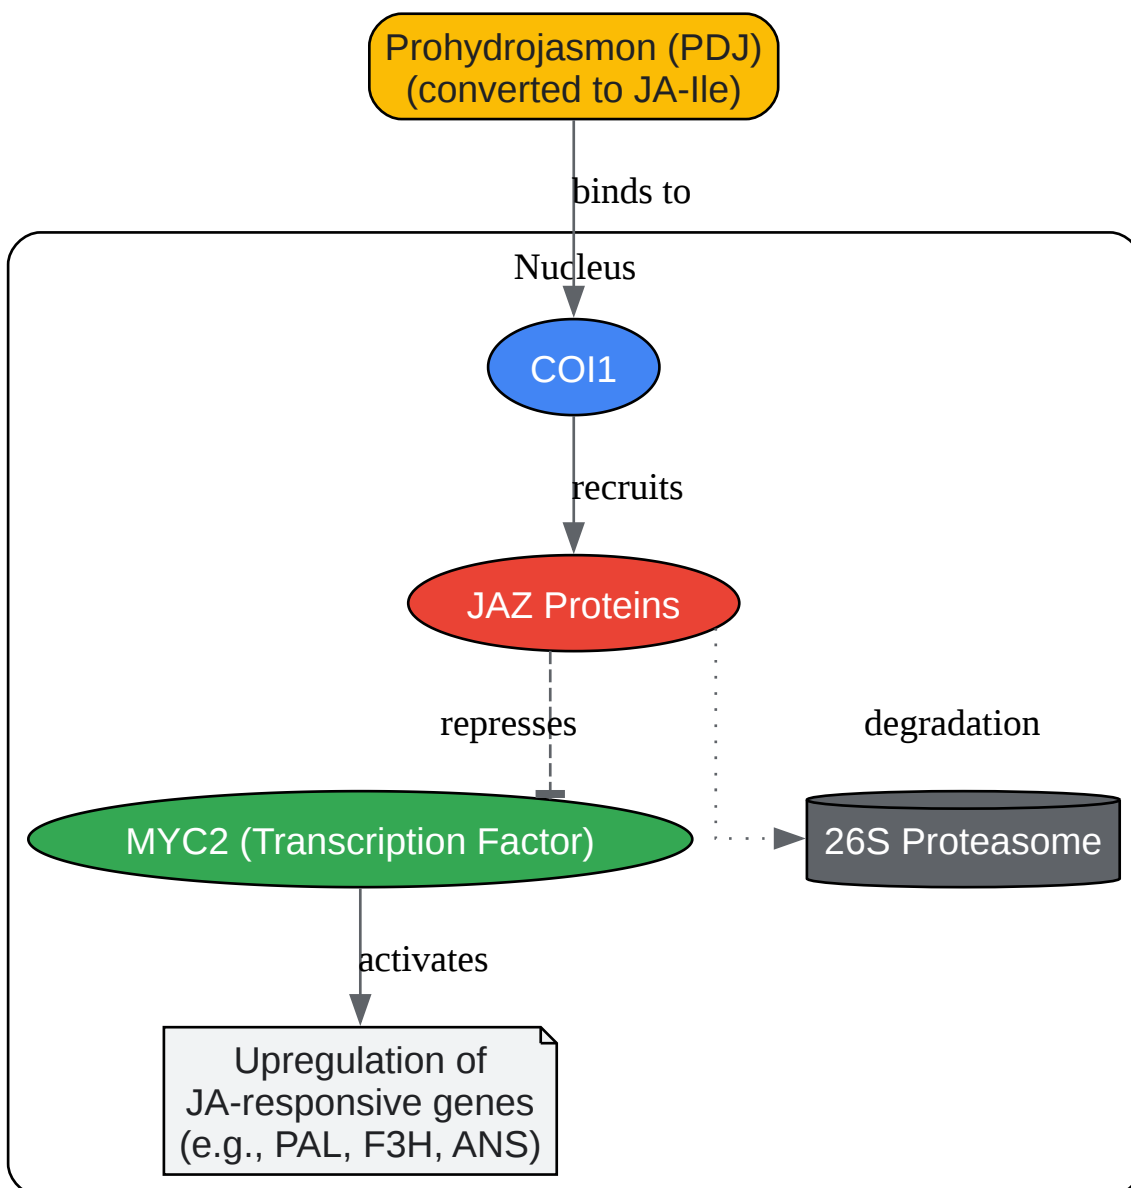 Prohydrojasmon (PDJ)
(converted to JA-Ile)
binds to
Nucleus
COI1
recruits
JAZ Proteins
represses
degradation
MYC2 (Transcription Factor)
26S Proteasome
activates
Upregulation of
JA-responsive genes
(e.g., PAL, F3H, ANS)